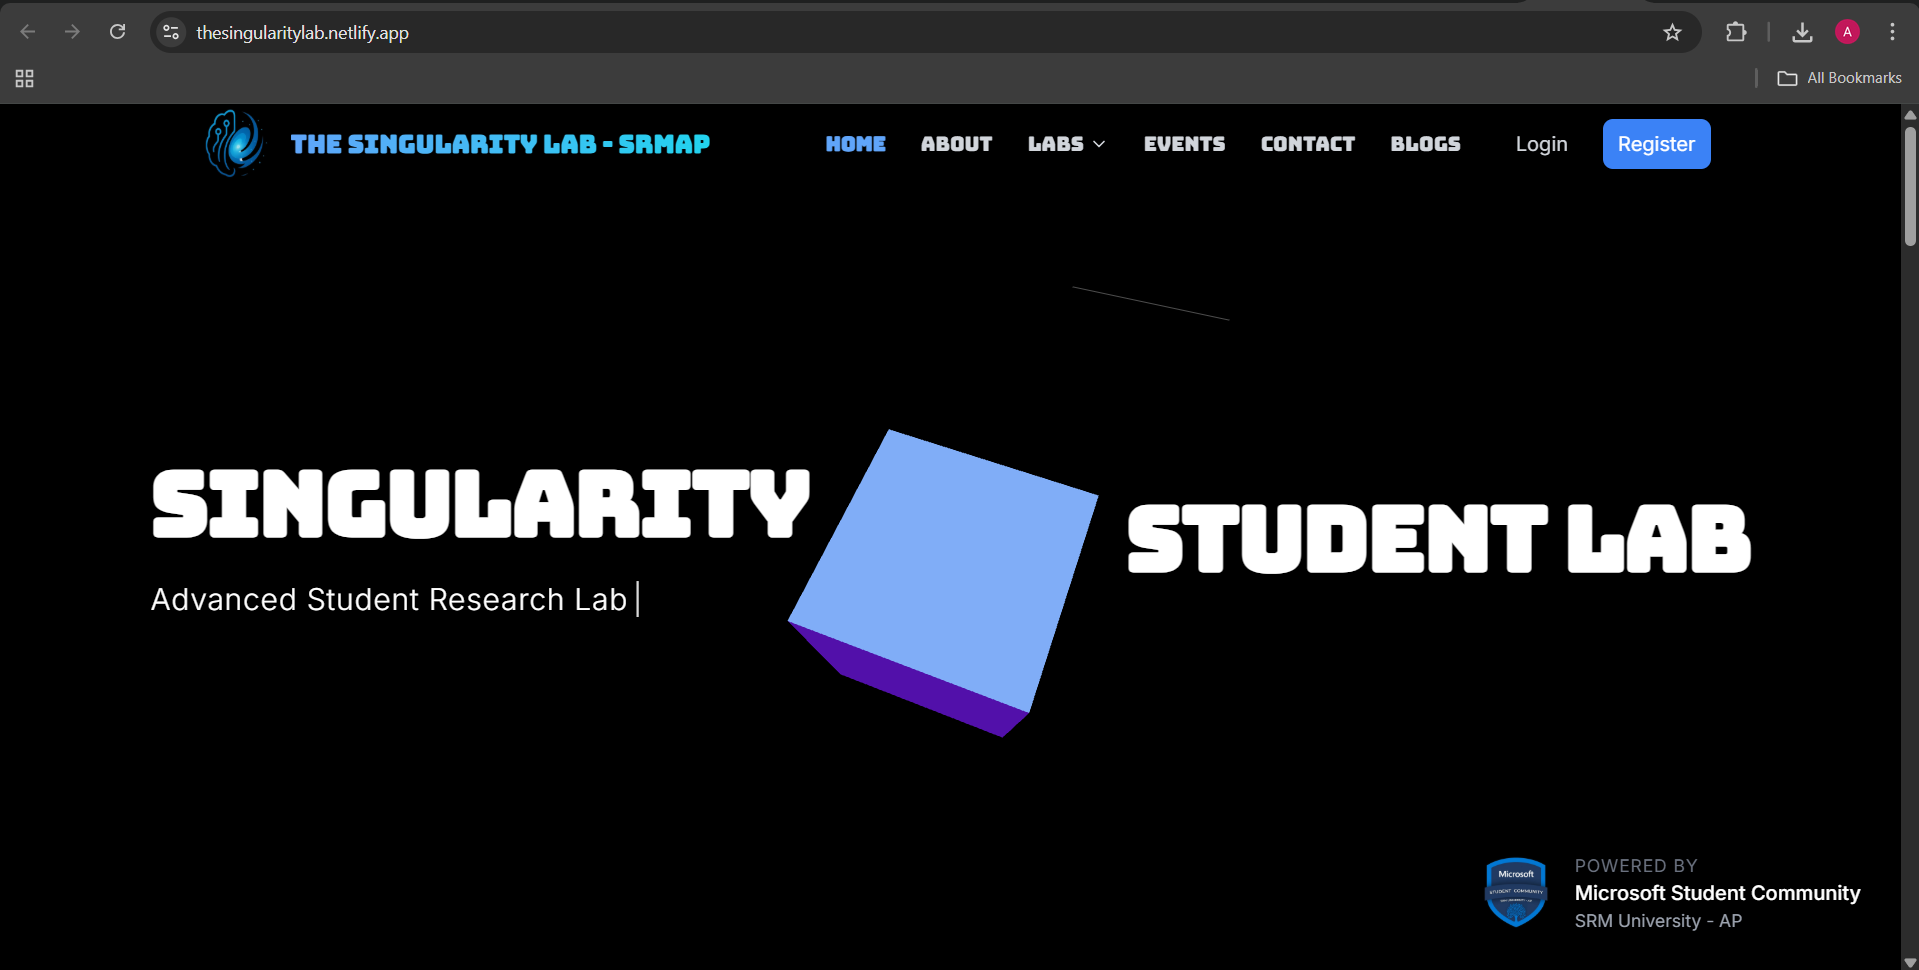 thesingularitylab.netlify.app
A
All Bookmarks
THE SINGULARITY LAB - SRMAP
HOME ABOUT LABS EVENTS CONTACT BLOGS Login Register
SINGULARITY
STUDENT LAB
Advanced Student Research Lab
Microsoft
STUDENT COMMUNITY
POWERED BY
Microsoft Student Community
SRM University - AP